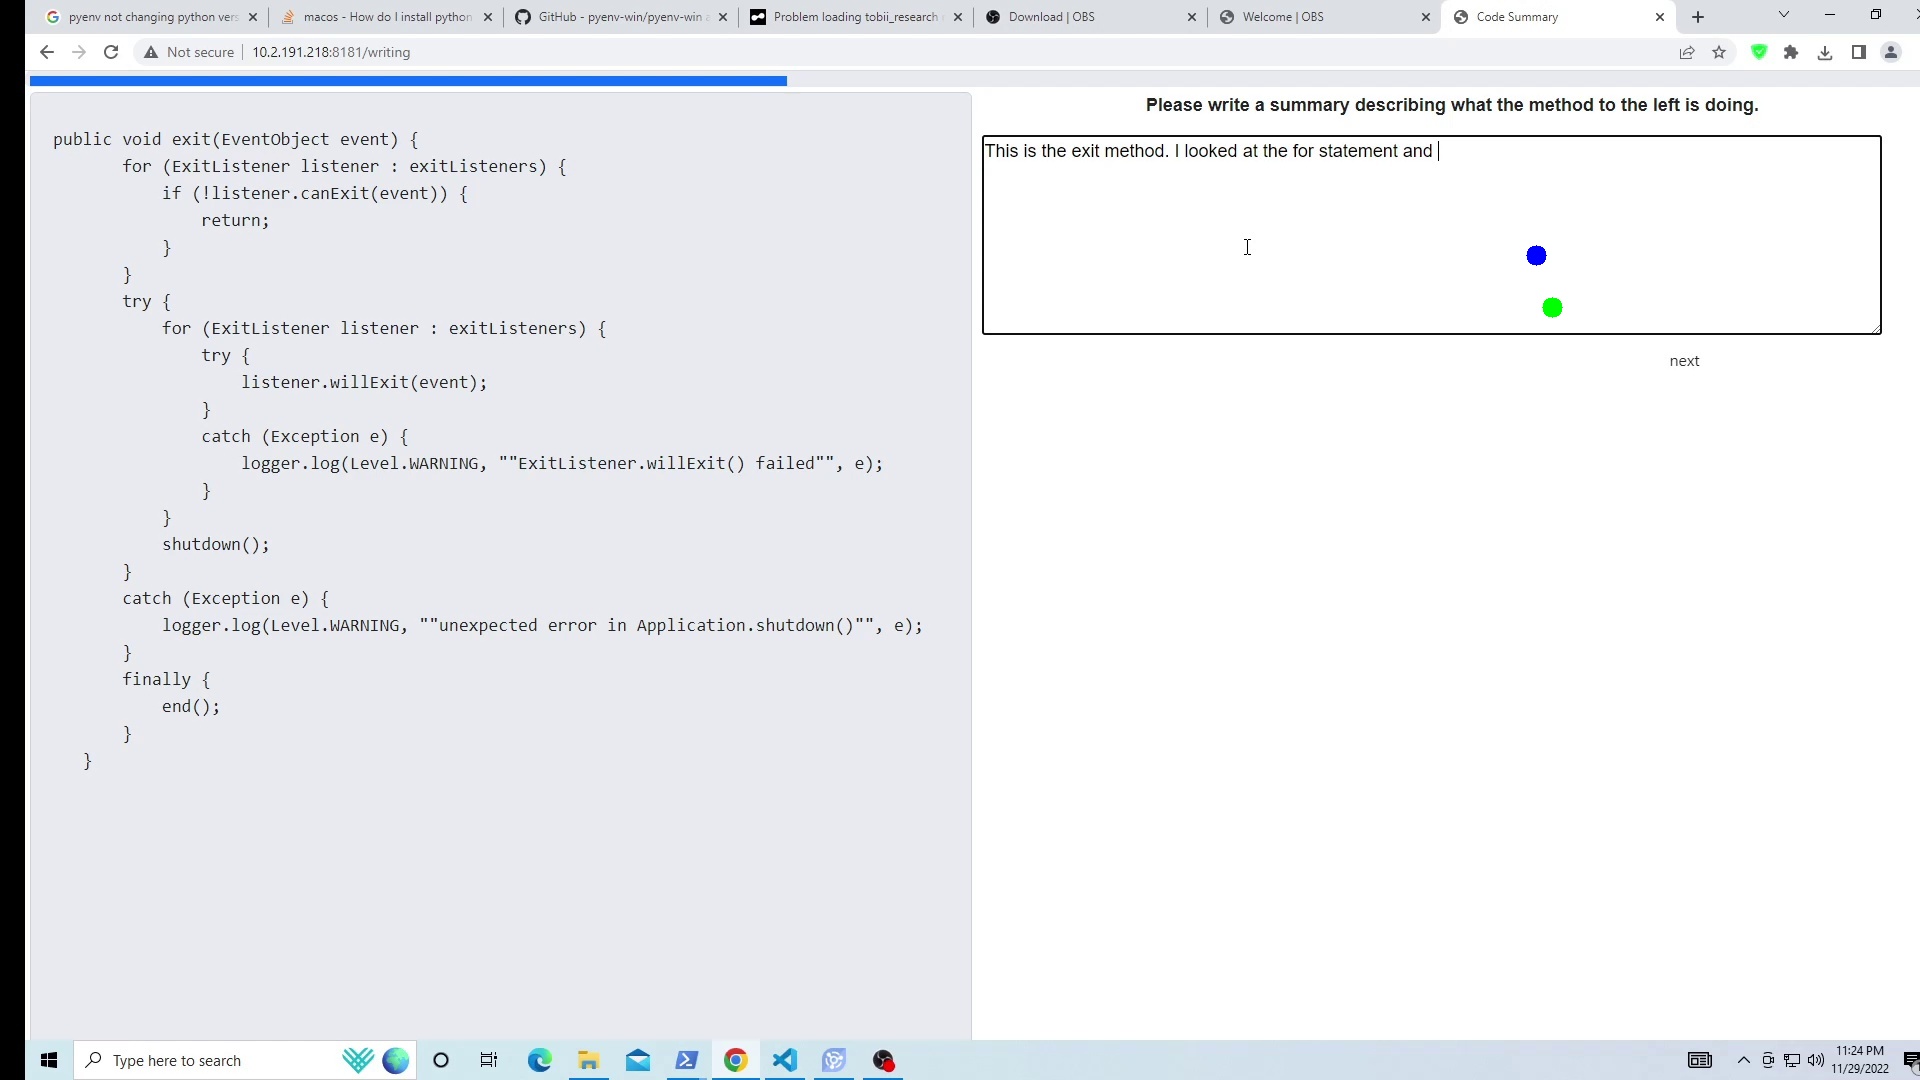 pyenv not changing python vers
macos - How do I install python
GitHub - pyenv-win/pyenv-win
Problem loading tobii_research
Download | OBS
Welcome | OBS
Code Summary
Not secure
10.2.191.218:8181/writing
public void exit(EventObject event) {
for (ExitListener listener : exitListeners) {
if (!listener.canExit(event)) {
return;
}
}
try {
for (ExitListener listener : exitListeners) {
try {
listener.willExit(event);
}
catch (Exception e) {
logger.log(Level.WARNING, ""ExitListener.willExit() failed"", e);
}
}
shutdown();
}
catch (Exception e) {
logger.log(Level.WARNING, ""unexpected error in Application.shutdown()"", e);
}
finally {
end();
}
}
Please write a summary describing what the method to the left is doing.
This is the exit method. I looked at the for statement and
next
Type here to search
11:24 PM
11/29/2022